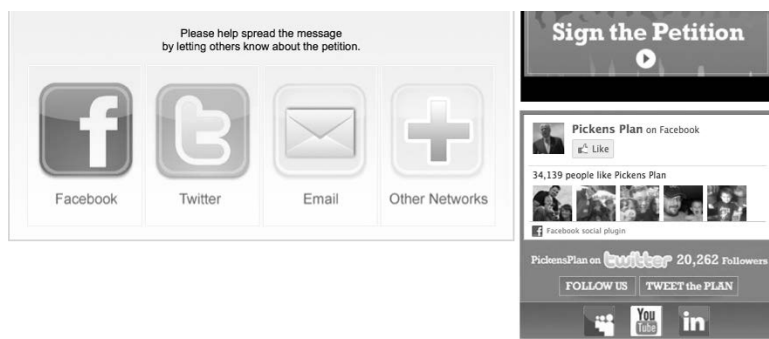 Please help spread the message
by letting others know about the petition.
Facebook
Twitter
Email
Other Networks
Sign the Petition
Pickens Plan on Facebook
Like
34,139 people like Pickens Plan
Facebook social plugin
PickensPlan on twitter 20,262 Followers
FOLLOW US
TWEET the PLAN
You
Tube
in